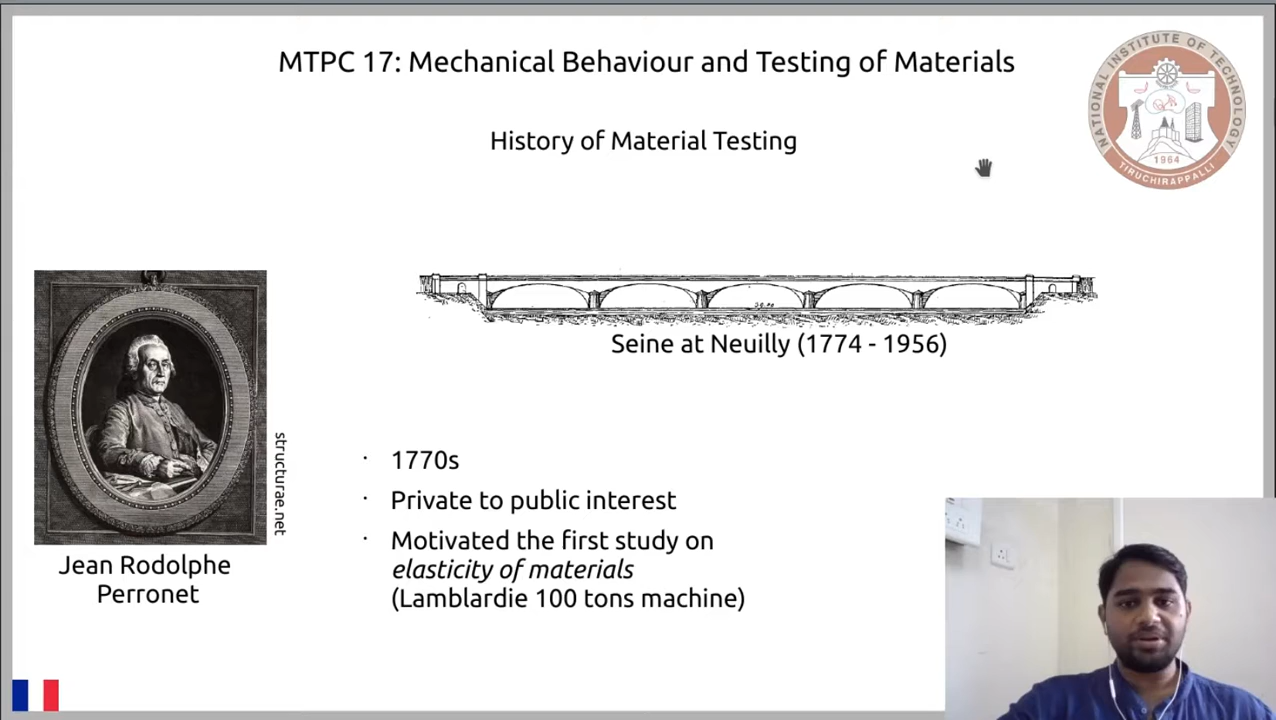 MTPC 17: Mechanical Behaviour and Testing of Materials
NATIONAL INSTITUTE OF TECHNOLOGY
1964
TIRUCHIRAPPALLI
History of Material Testing
Seine at Neuilly (1774 - 1956)
structurae.net
Jean Rodolphe
Perronet
· 1770s
· Private to public interest
· Motivated the first study on
elasticity of materials
(Lamblardie 100 tons machine)